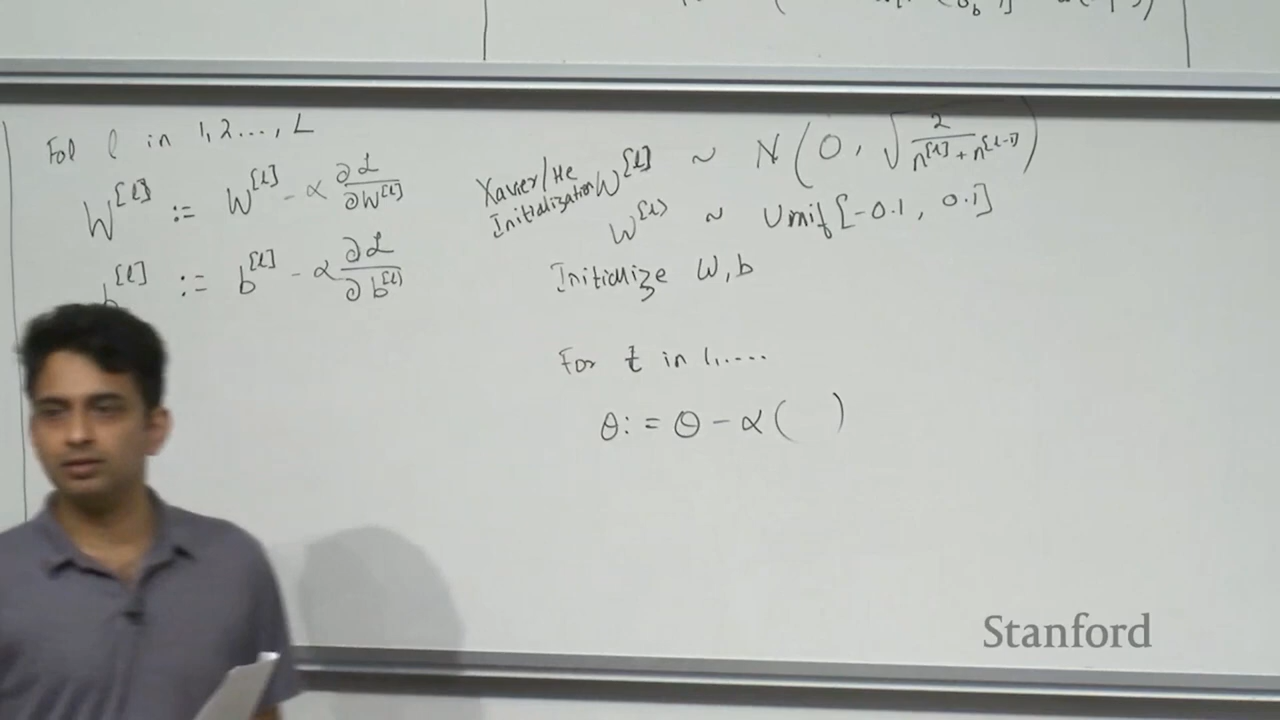 For l in 1,2...,L
W^[l] := W^[l] - α ∂L/∂W^[l]
b^[l] := b^[l] - α ∂L/∂b^[l]
Xavier/He Initialization
W^[l] ~ N(0, √(2/(n^[l] + n^[l-1])))
W^[l] ~ Unif[-0.1, 0.1]
Initialize W, b
For t in 1,....
θ := θ - α( )
Stanford